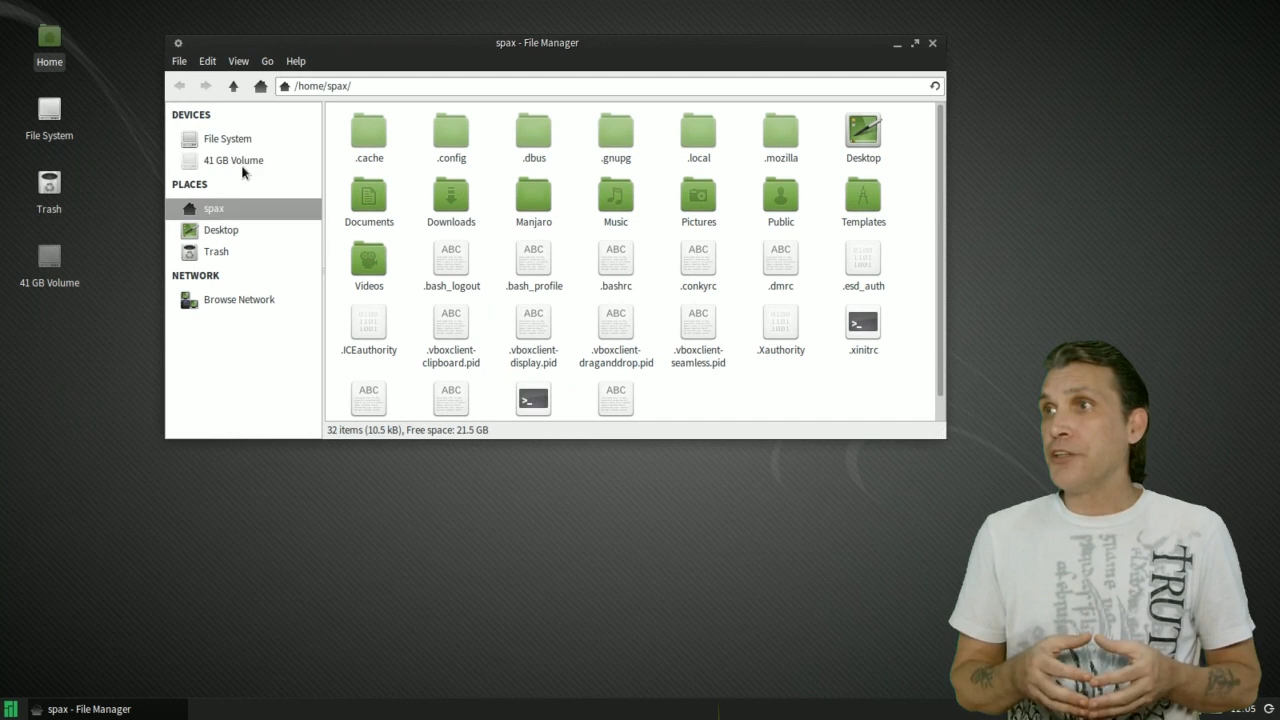 Home
File System
Trash
41 GB Volume
spax - File Manager
File Edit View Go Help
/home/spax/
DEVICES
File System
41 GB Volume
PLACES
spax
Desktop
Trash
NETWORK
Browse Network
.cache .config .dbus .gnupg .local .mozilla Desktop
Documents Downloads Manjaro Music Pictures Public Templates
Videos .bash_logout .bash_profile .bashrc .conkyrc .dmrc .esd_auth
.ICEauthority .vboxclient-clipboard.pid .vboxclient-display.pid .vboxclient-draganddrop.pid .vboxclient-seamless.pid .Xauthority .xinitrc
32 items (10.5 kB), Free space: 21.5 GB
TRUT
spax - File Manager
12:05